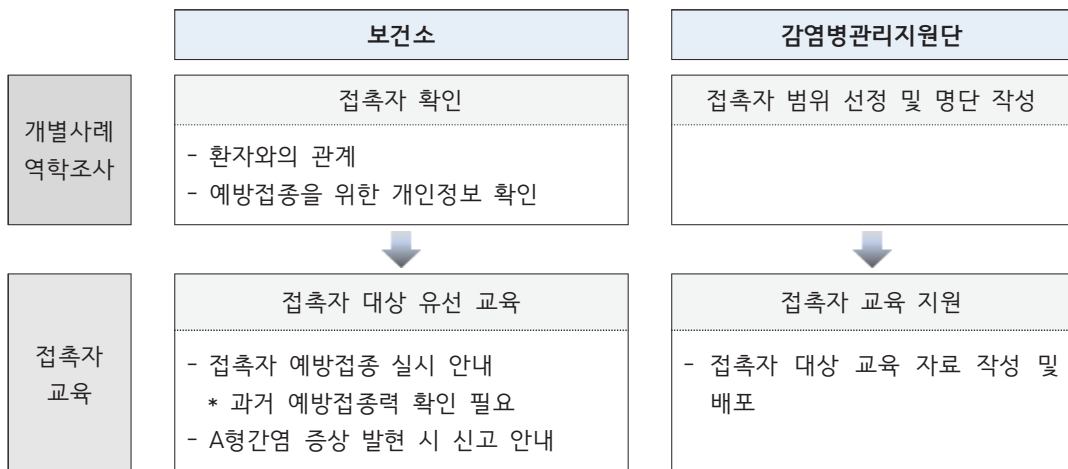 보건소
감염병관리지원단
개별사례
역학조사
접촉자 확인
- 환자와의 관계
- 예방접종을 위한 개인정보 확인
접촉자 범위 선정 및 명단 작성
접촉자
교육
접촉자 대상 유선 교육
- 접촉자 예방접종 실시 안내
* 과거 예방접종력 확인 필요
- A형간염 증상 발현 시 신고 안내
접촉자 교육 지원
- 접촉자 대상 교육 자료 작성 및
배포